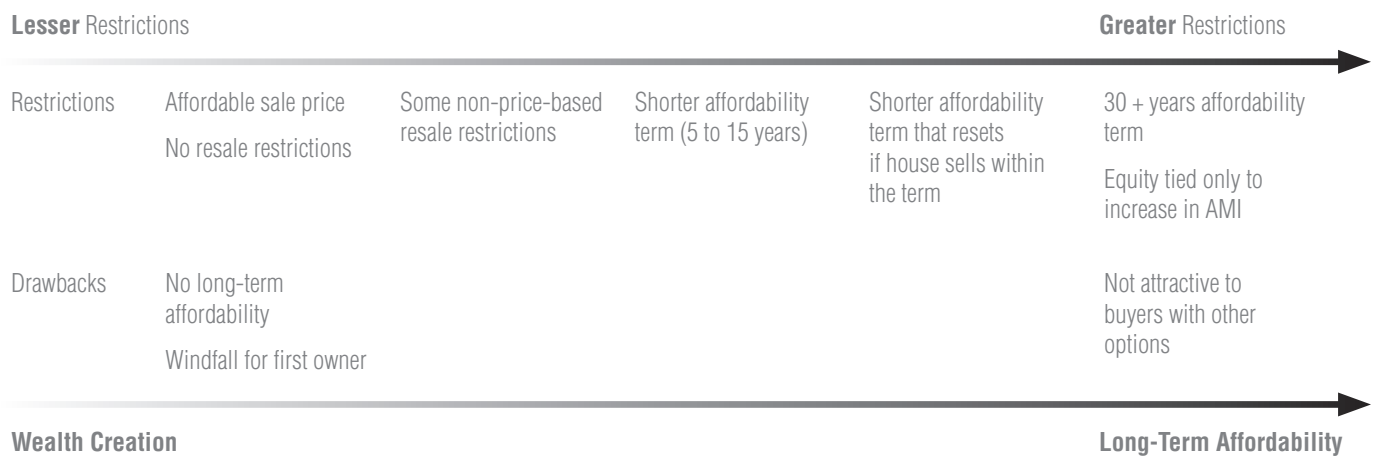 Lesser Restrictions
Greater Restrictions
Restrictions
Affordable sale price
No resale restrictions
Some non-price-based
resale restrictions
Shorter affordability
term (5 to 15 years)
Shorter affordability
term that resets
if house sells within
the term
30 + years affordability
term
Equity tied only to
increase in AMI
Drawbacks
No long-term
affordability
Windfall for first owner
Not attractive to
buyers with other
options
Wealth Creation
Long-Term Affordability